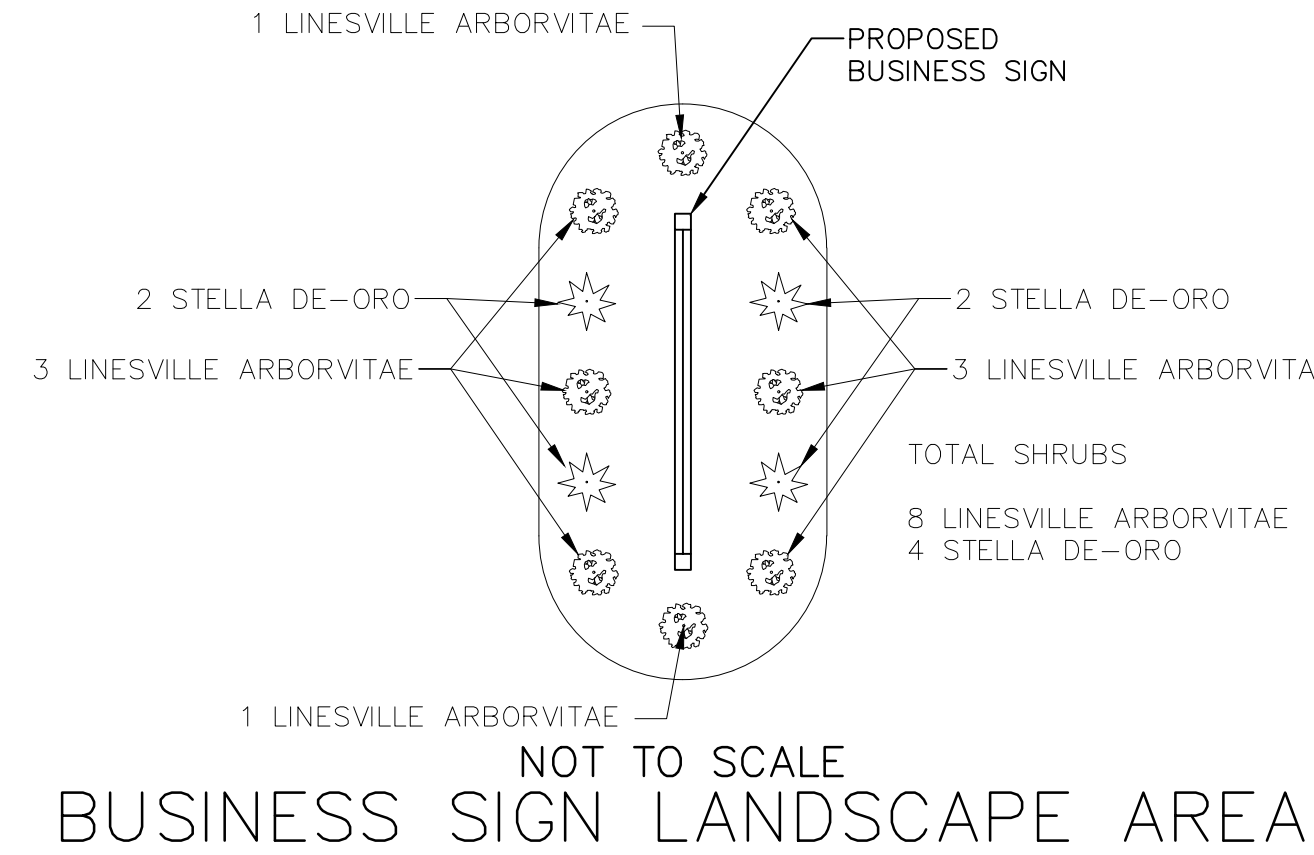 1 LINESVILLE ARBORVITAE
PROPOSED
BUSINESS SIGN
2 STELLA DE-ORO
2 STELLA DE-ORO
3 LINESVILLE ARBORVITAE
3 LINESVILLE ARBORVITA
TOTAL SHRUBS
8 LINESVILLE ARBORVITAE
4 STELLA DE-ORO
1 LINESVILLE ARBORVITAE
NOT TO SCALE
BUSINESS SIGN LANDSCAPE AREA